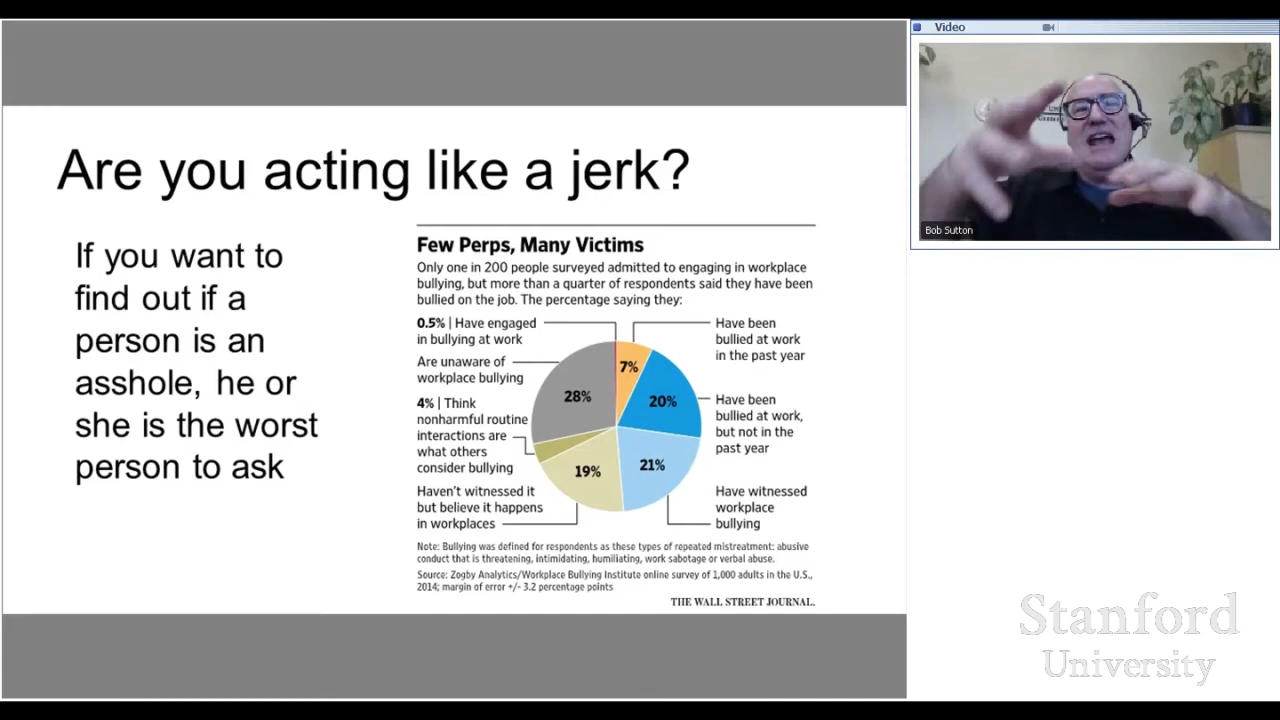 Video
Bob Sutton
Are you acting like a jerk?
If you want to
find out if a
person is an
asshole, he or
she is the worst
person to ask
Few Perps, Many Victims
Only one in 200 people surveyed admitted to engaging in workplace
bullying, but more than a quarter of respondents said they have been
bullied on the job. The percentage saying they:
0.5% | Have engaged
in bullying at work
Are unaware of
workplace bullying
4% | Think
nonharmful routine
interactions are
what others
consider bullying
Haven't witnessed it
but believe it happens
in workplaces
7%
20%
21%
19%
28%
Have been
bullied at work
in the past year
Have been
bullied at work,
but not in the
past year
Have witnessed
workplace
bullying
Note: Bullying was defined for respondents as these types of repeated mistreatment: abusive
conduct that is threatening, intimidating, humiliating, work sabotage or verbal abuse.
Source: Zogby Analytics/Workplace Bullying Institute online survey of 1,000 adults in the U.S.,
2014; margin of error +/- 3.2 percentage points
THE WALL STREET JOURNAL.
Stanford
University